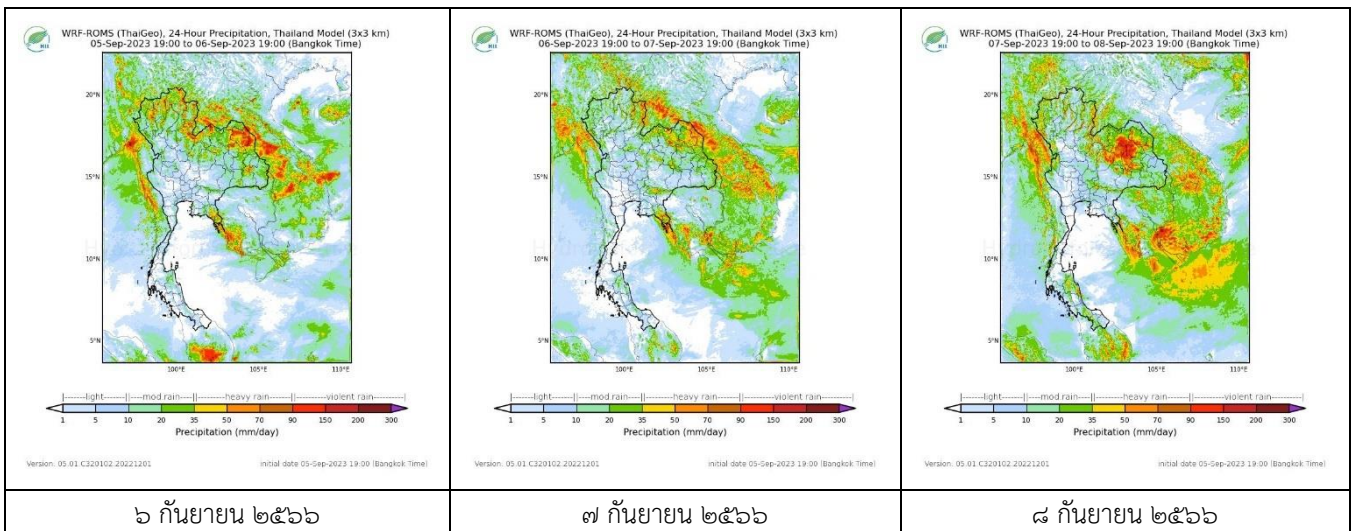 WRF-ROMS (ThaiGeo), 24-Hour Precipitation, Thailand Model (3x3 km)
05-Sep-2023 19:00 to 06-Sep-2023 19:00 (Bangkok Time)
20°N
15°N
10°N
5°N
100°E 105°E 110°E
|-------light------||----mod.rain-----||---------heavy rain--------||--------violent rain--------|
1 5 10 20 35 50 70 90 150 200 300
Precipitation (mm/day)
Version: 05.01 C320102.20221201 initial date 05-Sep-2023 19:00 (Bangkok Time)
๖ กันยายน ๒๕๖๖
WRF-ROMS (ThaiGeo), 24-Hour Precipitation, Thailand Model (3x3 km)
06-Sep-2023 19:00 to 07-Sep-2023 19:00 (Bangkok Time)
20°N
15°N
10°N
5°N
100°E 105°E 110°E
|-------light------||----mod.rain-----||---------heavy rain--------||--------violent rain--------|
1 5 10 20 35 50 70 90 150 200 300
Precipitation (mm/day)
Version: 05.01 C320102.20221201 initial date 05-Sep-2023 19:00 (Bangkok Time)
๗ กันยายน ๒๕๖๖
WRF-ROMS (ThaiGeo), 24-Hour Precipitation, Thailand Model (3x3 km)
07-Sep-2023 19:00 to 08-Sep-2023 19:00 (Bangkok Time)
20°N
15°N
10°N
5°N
100°E 105°E 110°E
|-------light------||----mod.rain-----||---------heavy rain--------||--------violent rain--------|
1 5 10 20 35 50 70 90 150 200 300
Precipitation (mm/day)
Version: 05.01 C320102.20221201 initial date 05-Sep-2023 19:00 (Bangkok Time)
๘ กันยายน ๒๕๖๖